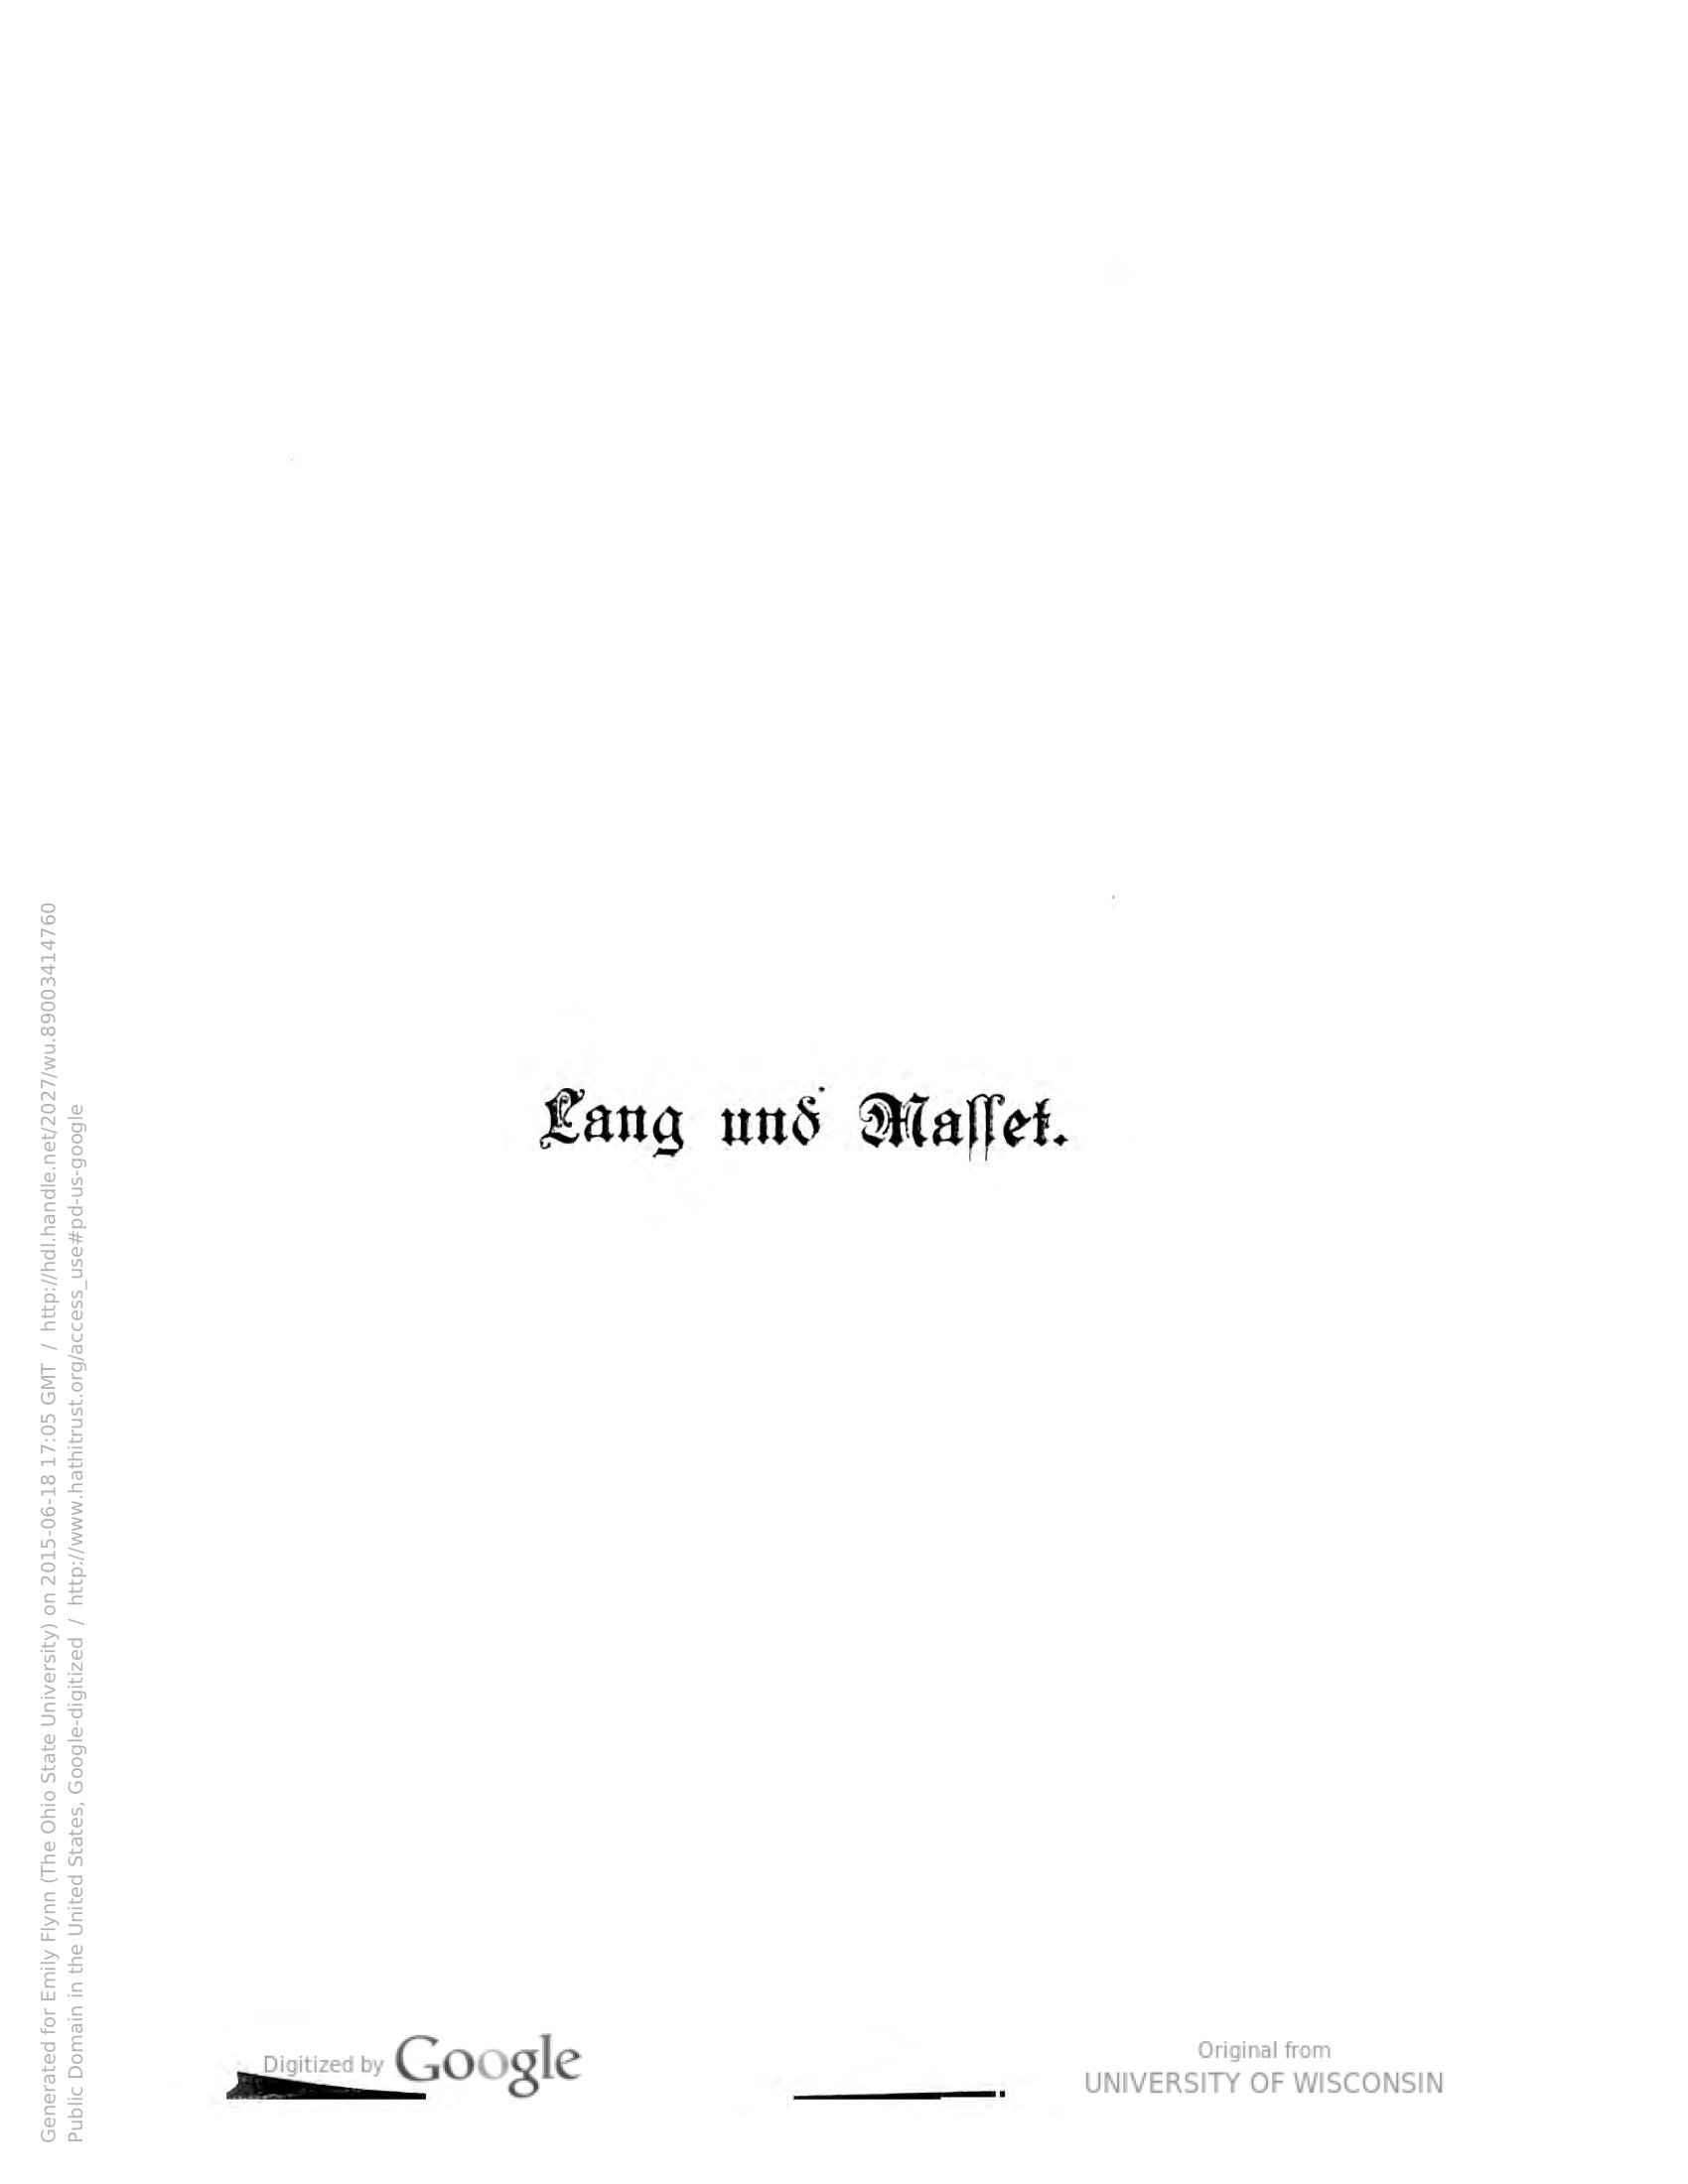 Lang und Masset.
Generated for Emily Flynn (The Ohio State University) on 2015-06-18 17:05 GMT / http://hdl.handle.net/2027/wu.89003414760
Public Domain in the United States, Google-digitized / http://www.hathitrust.org/access_use#pd-us-google
Digitized by Google
Original from
UNIVERSITY OF WISCONSIN